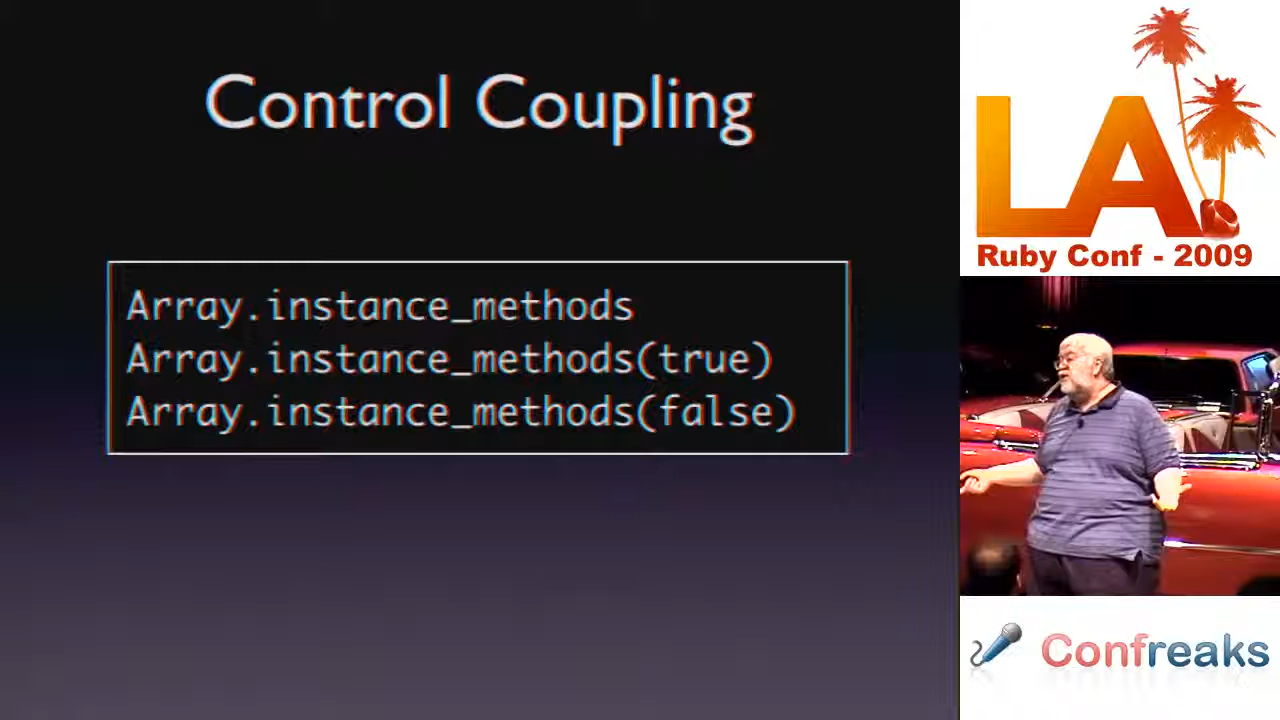 Control Coupling
Array.instance_methods
Array.instance_methods(true)
Array.instance_methods(false)
LA
Ruby Conf - 2009
Confreaks